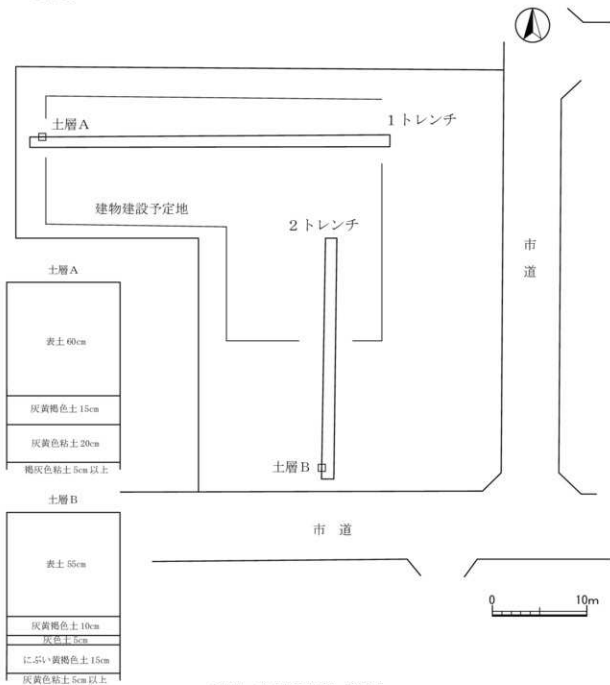 土層A
1トレンチ
建物建設予定地
2トレンチ
市道
土層A
表土 60cm
灰黄褐色土 15cm
灰黄色粘土 20cm
褐灰色粘土 5cm 以上
土層B
土層B
市 道
表土 55cm
灰黄褐色土 10cm
灰色土 5cm
にぶい黄褐色土 15cm
灰黄色粘土 5cm 以上
0 10m